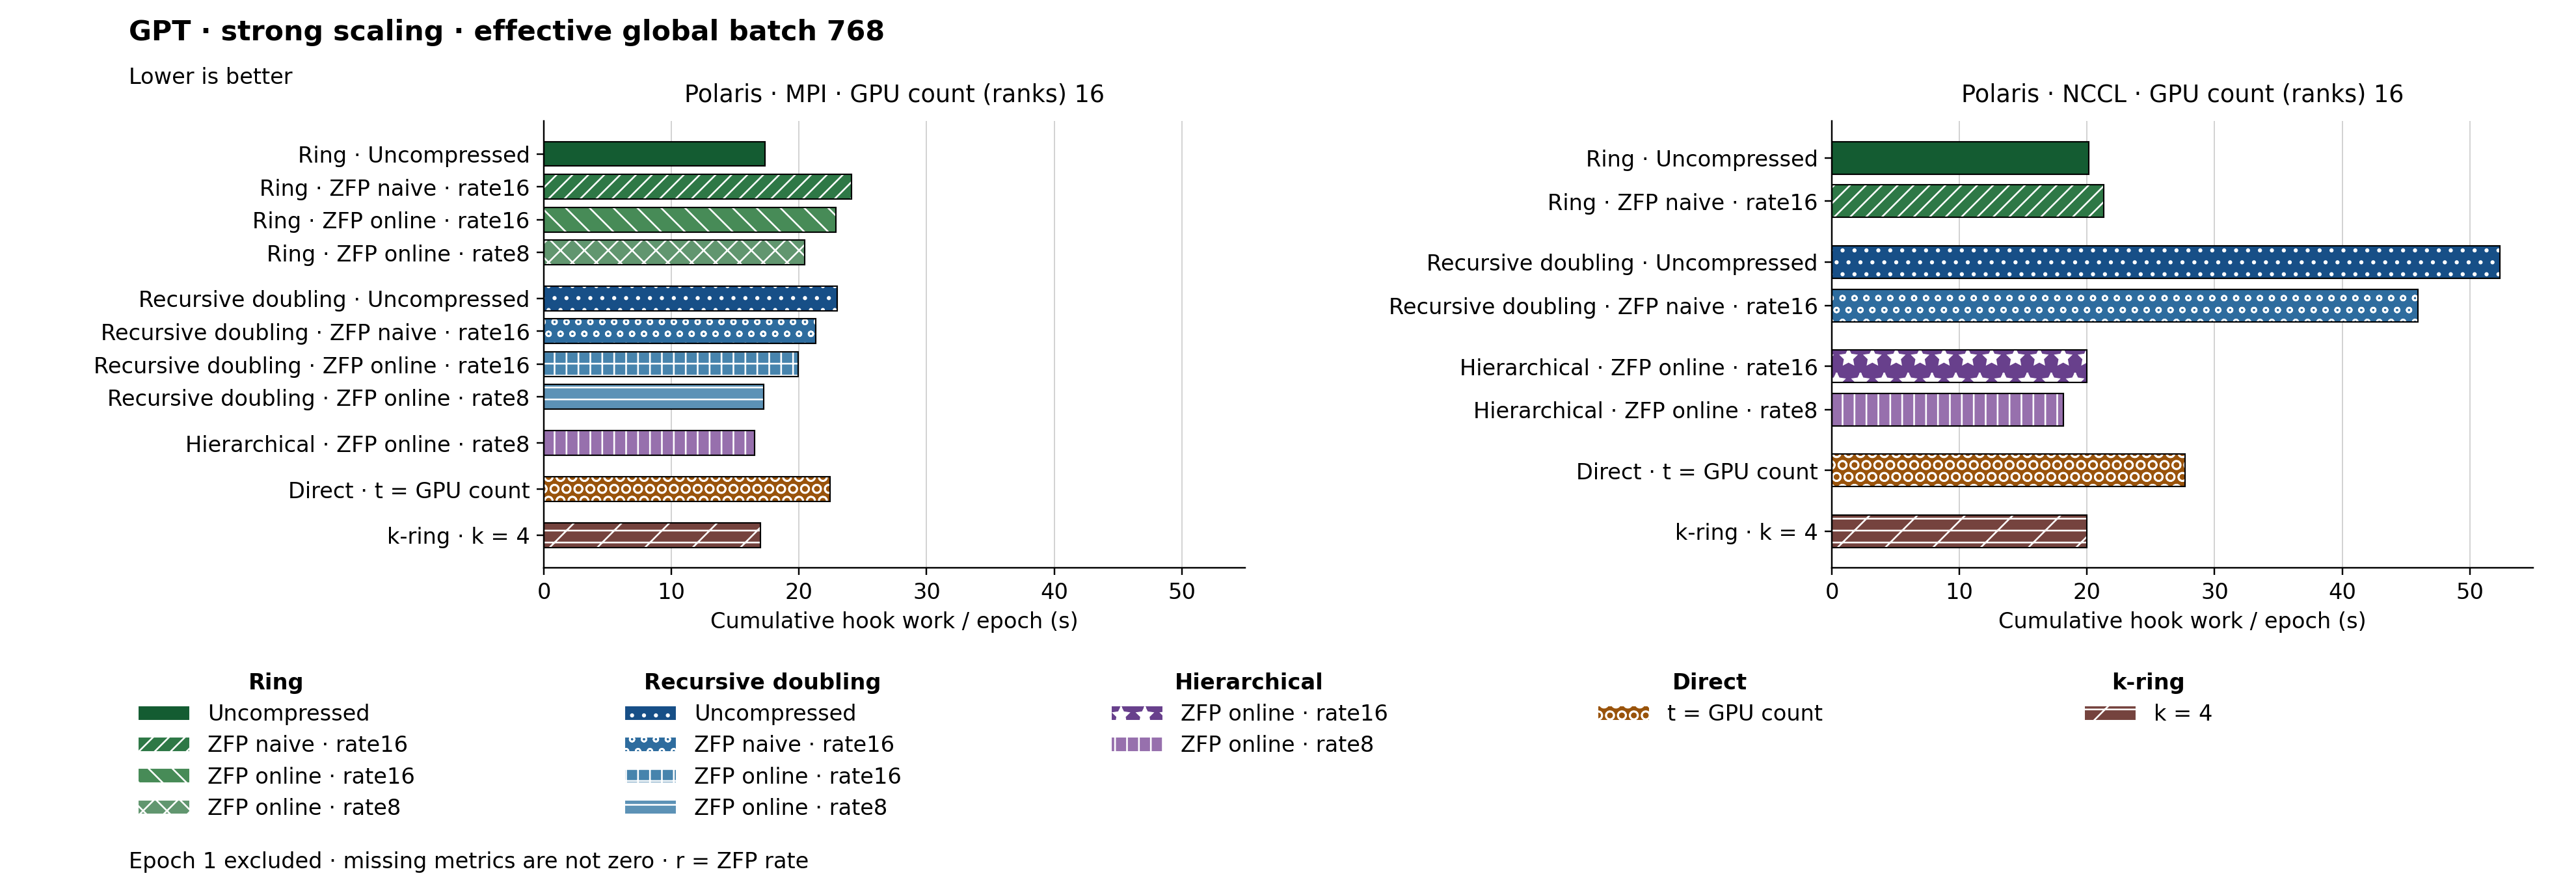 GPT · strong scaling · effective global batch 768
Lower is better
Polaris · MPI · GPU count (ranks) 16
Ring · Uncompressed
Ring · ZFP naive · rate16
Ring · ZFP online · rate16
Ring · ZFP online · rate8
Recursive doubling · Uncompressed
Recursive doubling · ZFP naive · rate16
Recursive doubling · ZFP online · rate16
Recursive doubling · ZFP online · rate8
Hierarchical · ZFP online · rate8
Direct · t = GPU count
k-ring · k = 4
0 10 20 30 40 50
Cumulative hook work / epoch (s)
Polaris · NCCL · GPU count (ranks) 16
Ring · Uncompressed
Ring · ZFP naive · rate16
Recursive doubling · Uncompressed
Recursive doubling · ZFP naive · rate16
Hierarchical · ZFP online · rate16
Hierarchical · ZFP online · rate8
Direct · t = GPU count
k-ring · k = 4
0 10 20 30 40 50
Cumulative hook work / epoch (s)
Ring
Uncompressed
ZFP naive · rate16
ZFP online · rate16
ZFP online · rate8
Recursive doubling
Uncompressed
ZFP naive · rate16
ZFP online · rate16
ZFP online · rate8
Hierarchical
ZFP online · rate16
ZFP online · rate8
Direct
t = GPU count
k-ring
k = 4
Epoch 1 excluded · missing metrics are not zero · r = ZFP rate